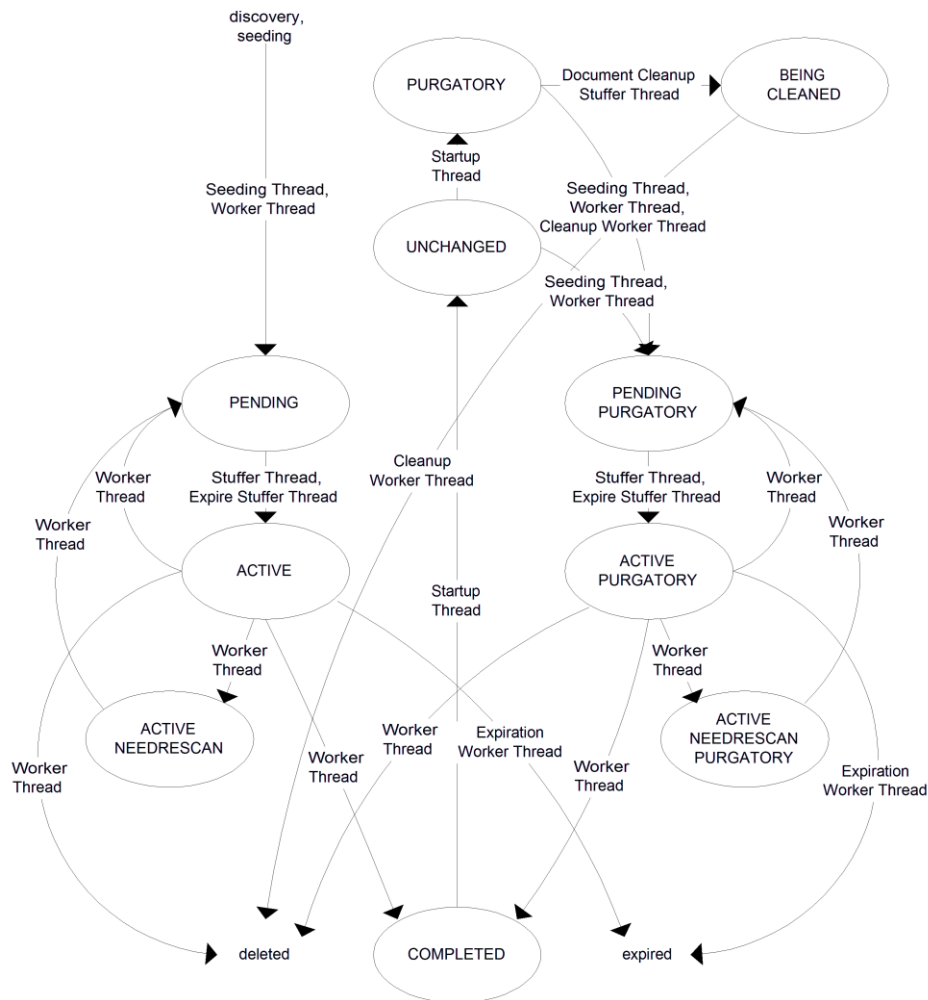 discovery,
seeding
PURGATORY
Document Cleanup
Stuffer Thread
BEING
CLEANED
Startup
Thread
Seeding Thread,
Worker Thread
Seeding Thread,
Worker Thread,
Cleanup Worker Thread
UNCHANGED
Seeding Thread,
Worker Thread
PENDING
PENDING
PURGATORY
Worker
Thread
Stuffer Thread,
Expire Stuffer Thread
Cleanup
Worker Thread
Stuffer Thread,
Expire Stuffer Thread
Worker
Thread
Worker
Thread
Worker
Thread
ACTIVE
Startup
Thread
ACTIVE
PURGATORY
Worker
Thread
Worker
Thread
ACTIVE
NEEDRESCAN
Worker
Thread
Expiration
Worker Thread
ACTIVE
NEEDRESCAN
PURGATORY
Worker
Thread
Worker
Thread
Worker
Thread
Expiration
Worker Thread
deleted
COMPLETED
expired